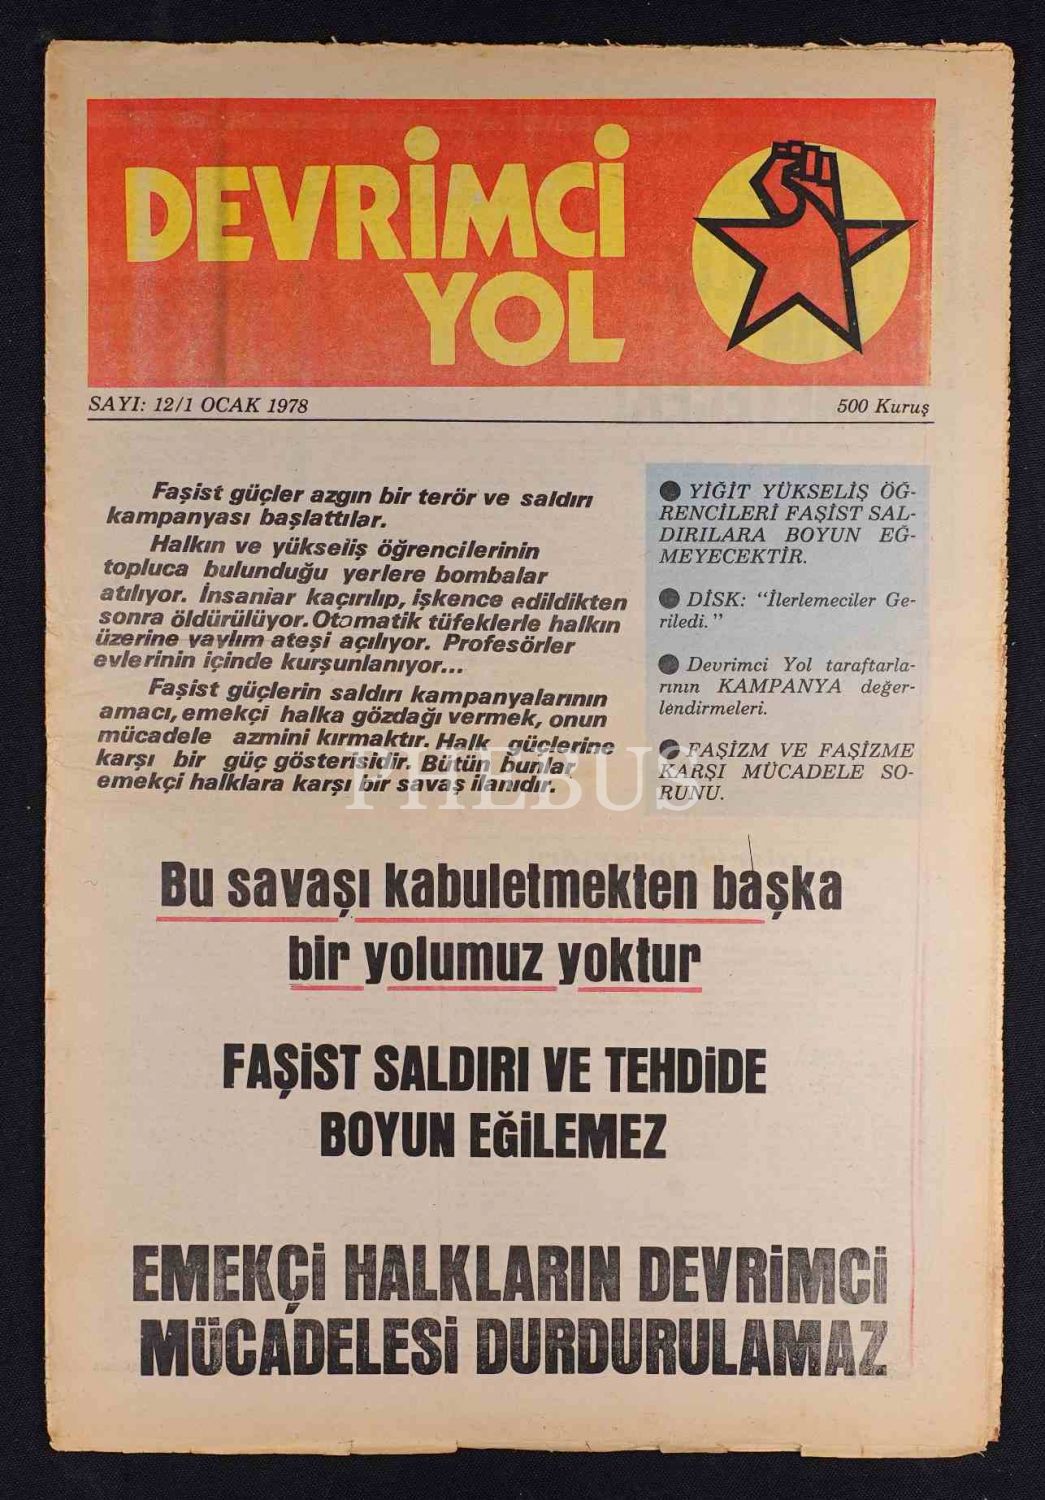 DEVRİMCİ
YOL
SAYI: 12/1 OCAK 1978
500 Kuruş
Faşist güçler azgın bir terör ve saldırı
kampanyası başlattılar.
Halkın ve yükseliş öğrencilerinin
topluca bulunduğu yerlere bombalar
atılıyor. İnsanlar kaçırılıp, işkence edildikten
sonra öldürülüyor. Otomatik tüfeklerle halkın
üzerine yaylım ateşi açılıyor. Profesörler
evlerinin içinde kurşunlanıyor...
Faşist güçlerin saldırı kampanyalarının
amacı, emekçi halka gözdağı vermek, onun
mücadele azmini kırmaktır. Halk güçlerine
karşı bir güç gösterisidir. Bütün bunlar
emekçi halklara karşı bir savaş ilanıdır.
● YİĞİT YÜKSELİŞ ÖĞ-
RENCİLERİ FAŞİST SAL-
DIRILARA BOYUN EĞ-
MEYECEKTİR.
● DİSK: “İlerlemeciler Ge-
riledi.”
● Devrimci Yol taraftarla-
rının KAMPANYA değer-
lendirmeleri.
● FAŞİZM VE FAŞİZME
KARŞI MÜCADELE SO-
RUNU.
PHEBUS
Bu savaşı kabuletmekten başka
bir yolumuz yoktur
FAŞİST SALDIRI VE TEHDİDE
BOYUN EĞİLEMEZ
EMEKÇİ HALKLARIN DEVRİMCİ
MÜCADELESİ DURDURULAMAZ